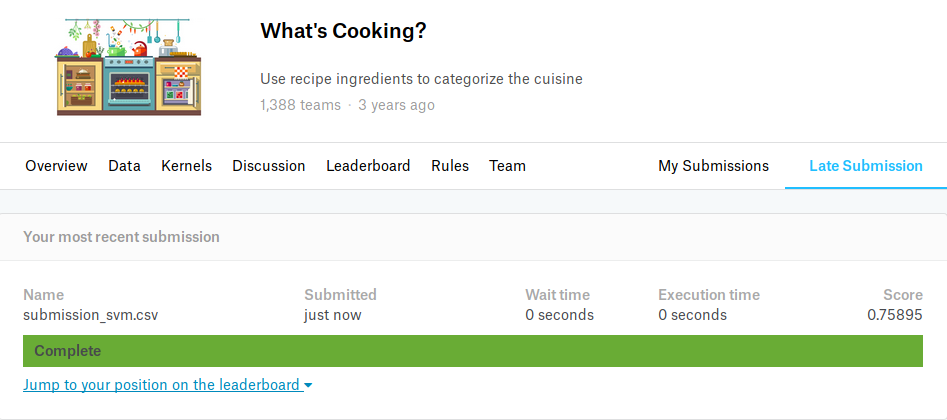 What's Cooking?
Use recipe ingredients to categorize the cuisine
1,388 teams · 3 years ago
Overview Data Kernels Discussion Leaderboard Rules Team My Submissions Late Submission
Your most recent submission
Name Submitted Wait time Execution time Score
submission_svm.csv just now 0 seconds 0 seconds 0.75895
Complete
Jump to your position on the leaderboard